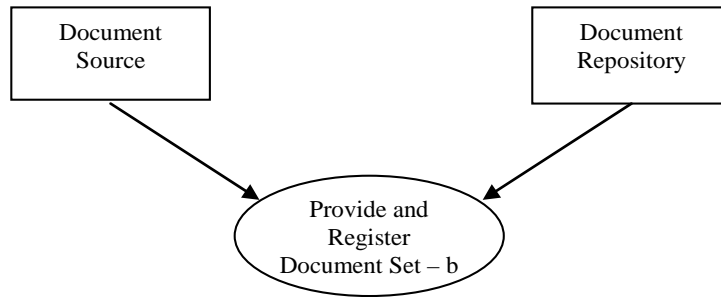 Document
Source
Document
Repository
Provide and
Register
Document Set – b